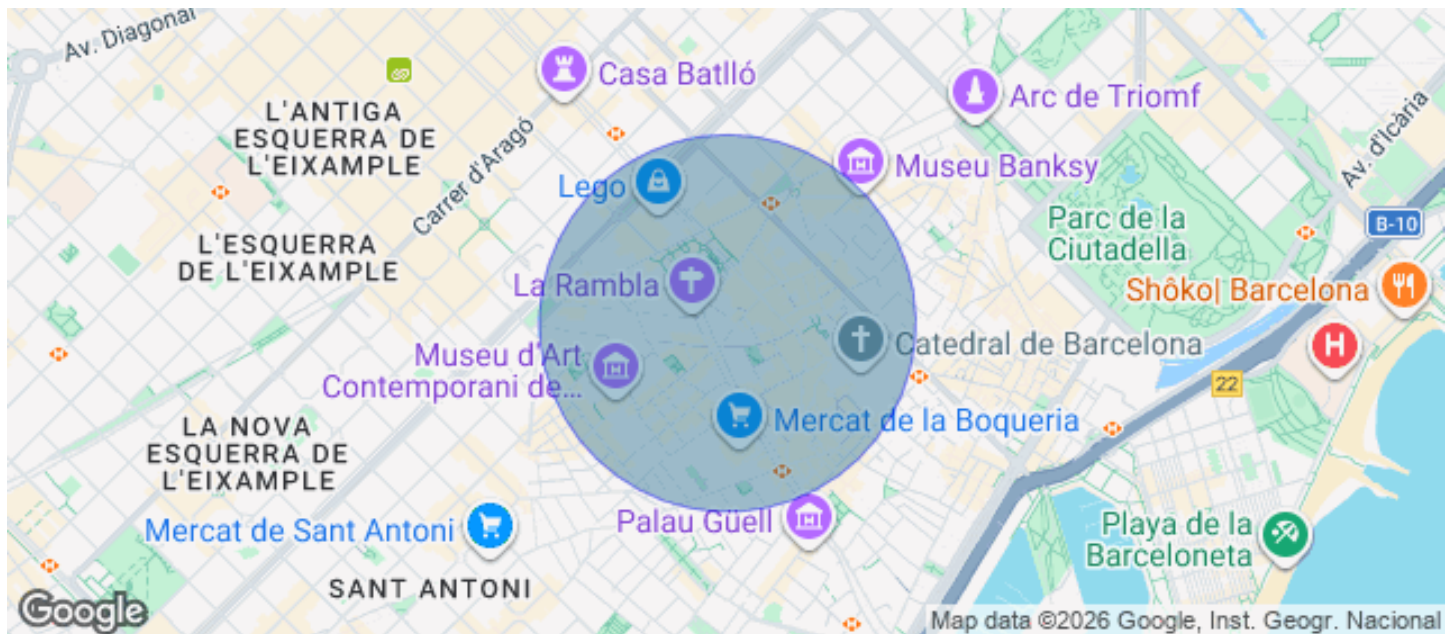 Av. Diagonal
Casa Batlló
Arc de Triomf
L'ANTIGA
ESQUERRA DE
L'EIXAMPLE
Carrer d'Aragó
Museu Banksy
Av. d'Icària
Lego
B-10
Parc de la
Ciutadella
L'ESQUERRA
DE L'EIXAMPLE
La Rambla
Shôko| Barcelona
Catedral de Barcelona
H
Museu d'Art
Contemporani de...
22
Mercat de la Boqueria
LA NOVA
ESQUERRA DE
L'EIXAMPLE
Mercat de Sant Antoni
Palau Güell
Playa de la
Barceloneta
SANT ANTONI
Google
Map data ©2026 Google, Inst. Geogr. Nacional